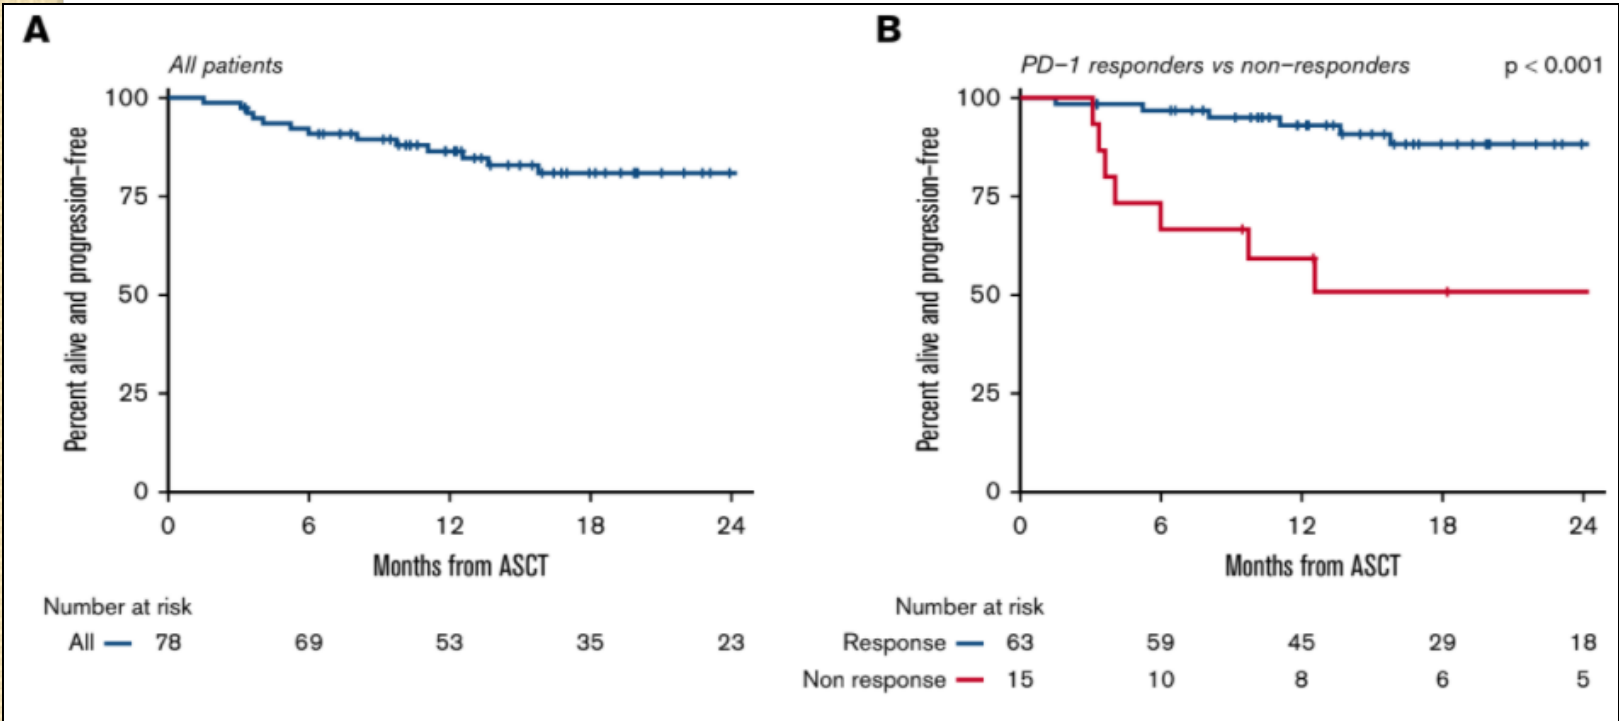 A
All patients
100
75
50
25
0
Percent alive and progression–free
0 6 12 18 24
Months from ASCT
Number at risk
All 78 69 53 35 23
B
PD–1 responders vs non–responders p < 0.001
100
75
50
25
0
Percent alive and progression–free
0 6 12 18 24
Months from ASCT
Number at risk
Response 63 59 45 29 18
Non response 15 10 8 6 5